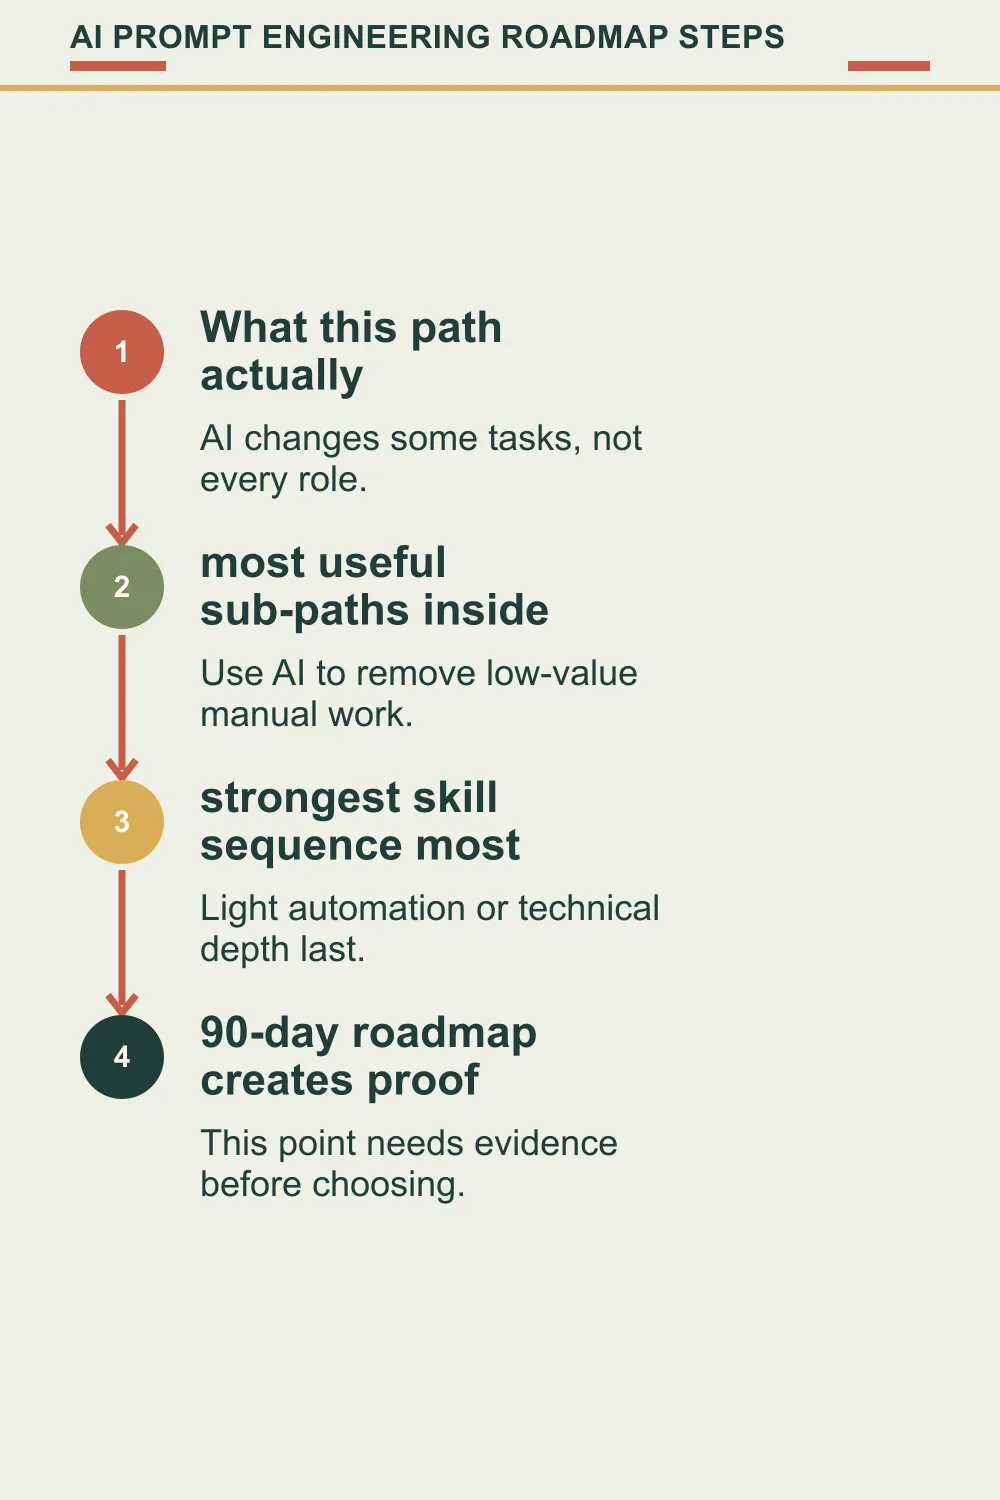 AI PROMPT ENGINEERING ROADMAP STEPS
1
What this path
actually
AI changes some tasks, not
every role.
2
most useful
sub-paths inside
Use AI to remove low-value
manual work.
3
strongest skill
sequence most
Light automation or technical
depth last.
4
90-day roadmap
creates proof
This point needs evidence
before choosing.